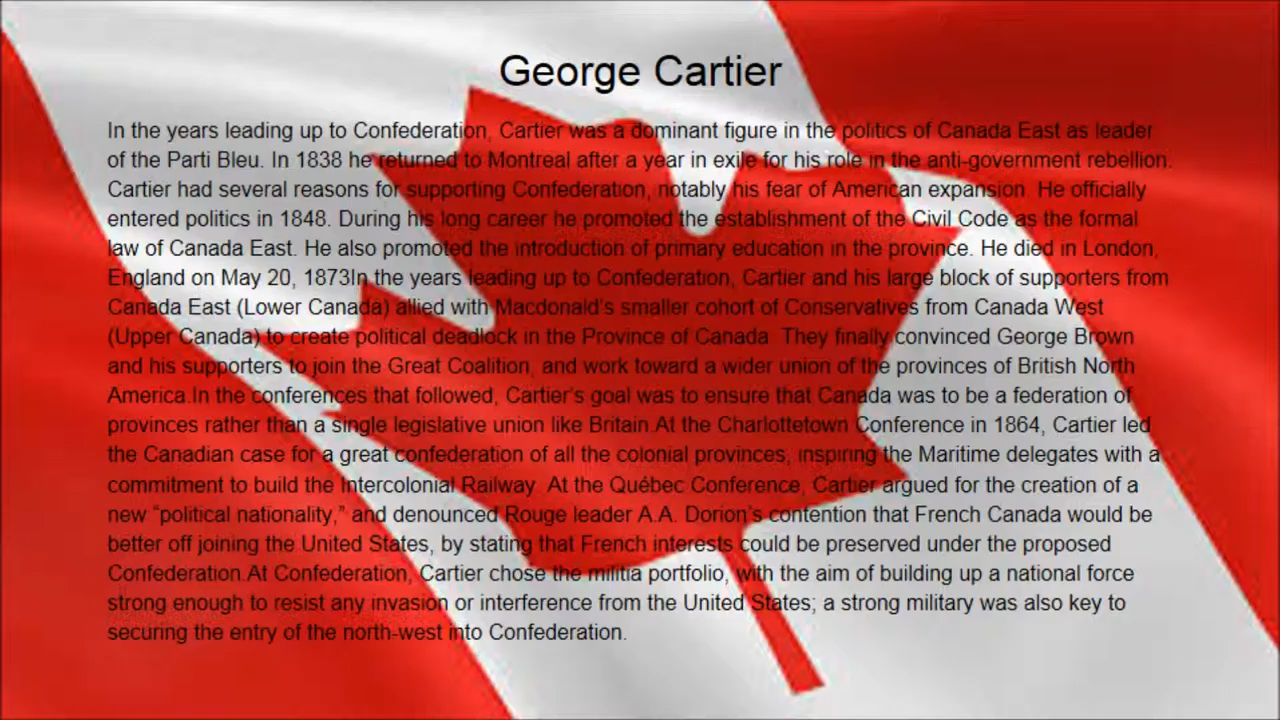 George Cartier
In the years leading up to Confederation, Cartier was a dominant figure in the politics of Canada East as leader
of the Parti Bleu. In 1838 he returned to Montreal after a year in exile for his role in the anti-government rebellion.
Cartier had several reasons for supporting Confederation, notably his fear of American expansion. He officially
entered politics in 1848. During his long career he promoted the establishment of the Civil Code as the formal
law of Canada East. He also promoted the introduction of primary education in the province. He died in London,
England on May 20, 1873In the years leading up to Confederation, Cartier and his large block of supporters from
Canada East (Lower Canada) allied with Macdonald's smaller cohort of Conservatives from Canada West
(Upper Canada) to create political deadlock in the Province of Canada. They finally convinced George Brown
and his supporters to join the Great Coalition, and work toward a wider union of the provinces of British North
America.In the conferences that followed, Cartier's goal was to ensure that Canada was to be a federation of
provinces rather than a single legislative union like Britain.At the Charlottetown Conference in 1864, Cartier led
the Canadian case for a great confederation of all the colonial provinces, inspiring the Maritime delegates with a
commitment to build the Intercolonial Railway. At the Québec Conference, Cartier argued for the creation of a
new “political nationality,” and denounced Rouge leader A.A. Dorion's contention that French Canada would be
better off joining the United States, by stating that French interests could be preserved under the proposed
Confederation.At Confederation, Cartier chose the militia portfolio, with the aim of building up a national force
strong enough to resist any invasion or interference from the United States; a strong military was also key to
securing the entry of the north-west into Confederation.